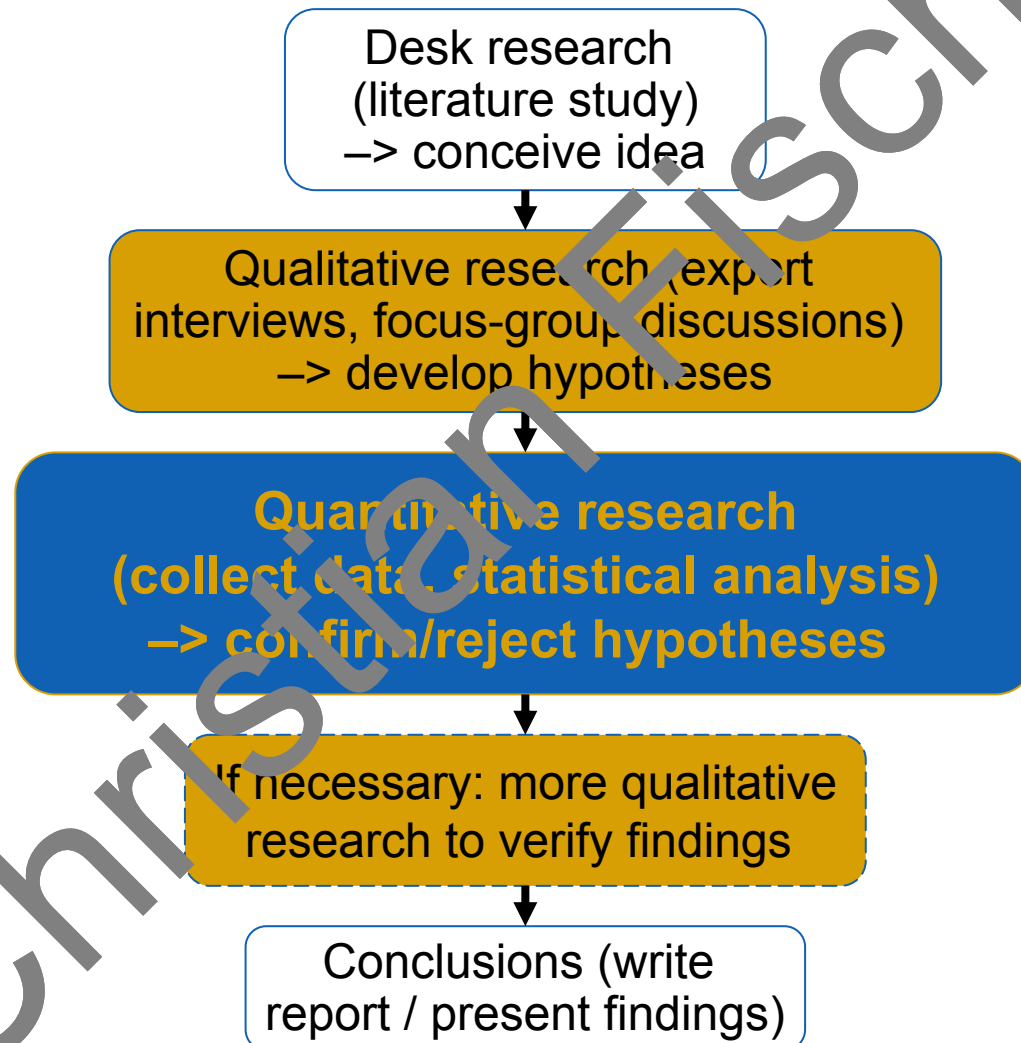 Desk research
(literature study)
–> conceive idea
Qualitative research (expert
interviews, focus-group discussions)
–> develop hypotheses
Quantitative research
(collect data, statistical analysis)
–> confirm/reject hypotheses
If necessary: more qualitative
research to verify findings
Conclusions (write
report / present findings)
Christian Fisch